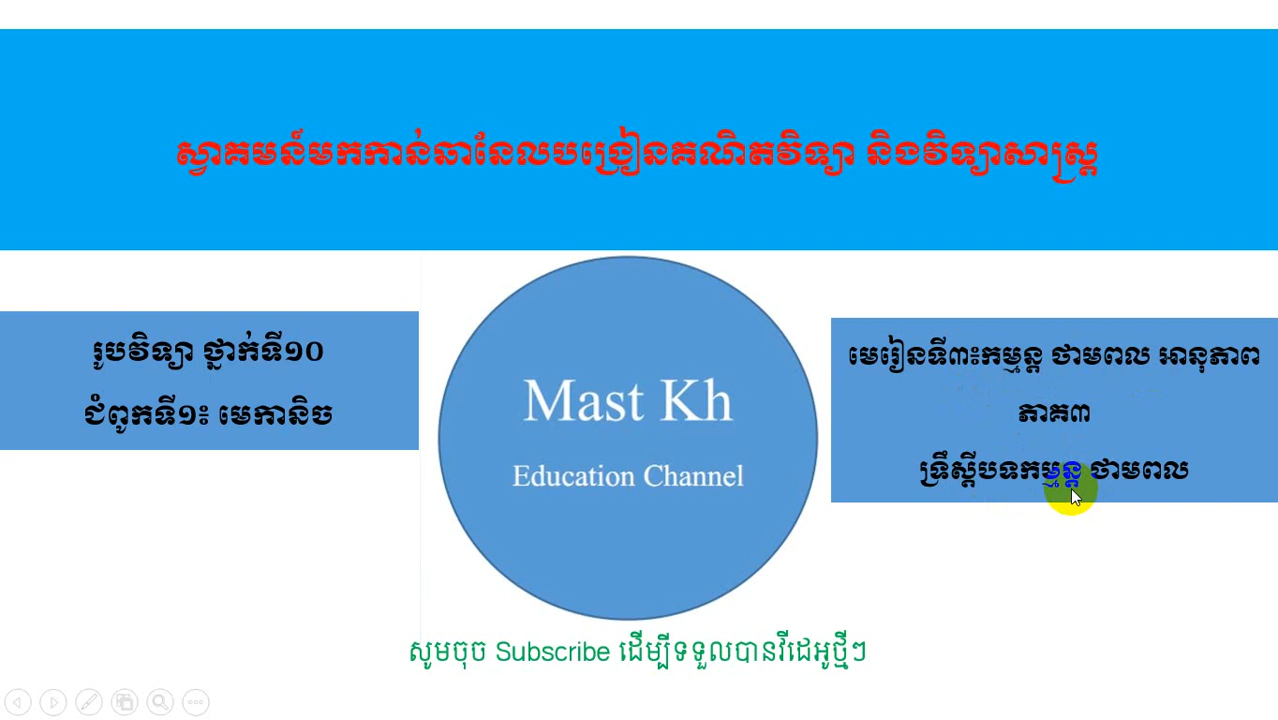 ស្វាគមន៍មកកាន់ឆានែលបង្រៀនគណិតវិទ្យា និងវិទ្យាសាស្ត្រ
រូបវិទ្យា ថ្នាក់ទី១០
ជំពូកទី១៖ មេកានិច
Mast Kh
Education Channel
មេរៀនទី៣៖កម្មន្ត ថាមពល អានុភាព
ភាគ៣
ទ្រឹស្តីបទកម្មន្ត ថាមពល
សូមចុច Subscribe ដើម្បីទទួលបានវីដេអូថ្មីៗ